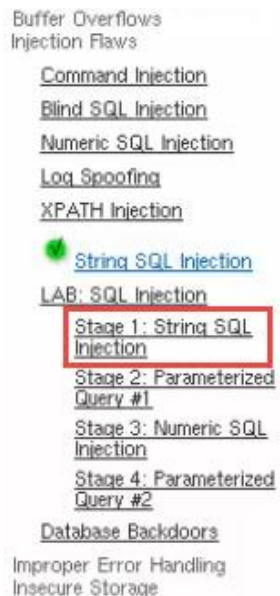 Buffer Overflows
Injection Flaws
Command Injection
Blind SQL Injection
Numeric SQL Injection
Log Spoofing
XPATH Injection
String SQL Injection
LAB: SQL Injection
Stage 1: String SQL
Injection
Stage 2: Parameterized
Query #1
Stage 3: Numeric SQL
Injection
Stage 4: Parameterized
Query #2
Database Backdoors
Improper Error Handling
Insecure Storage